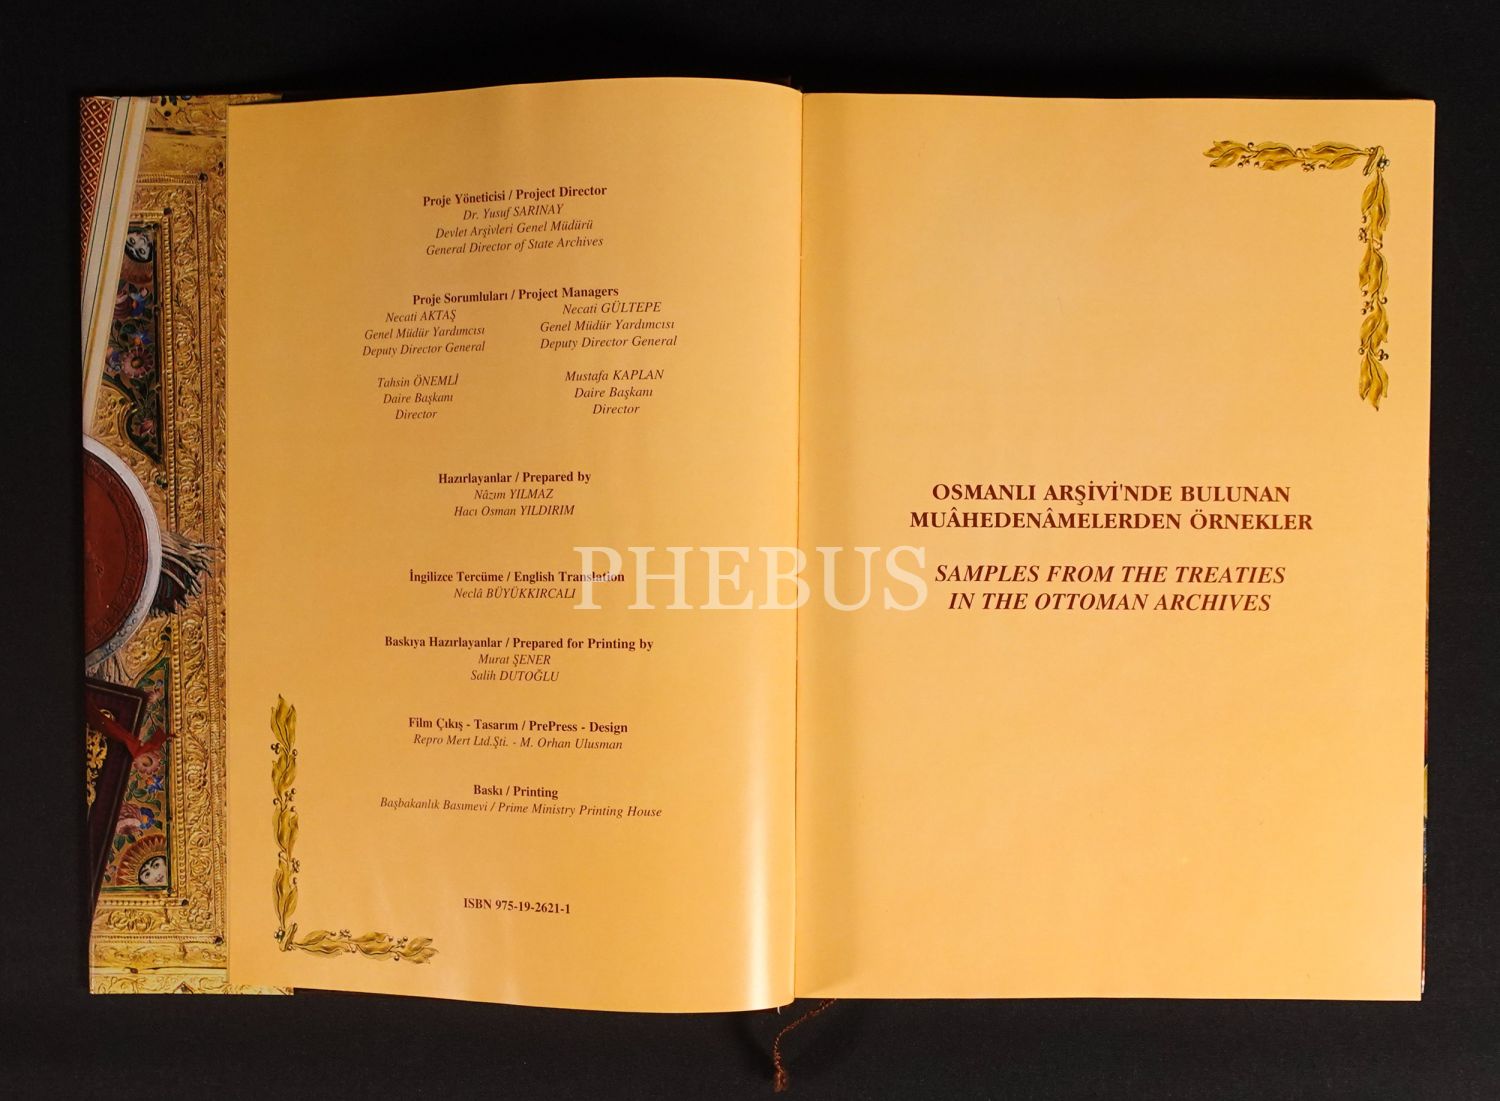 Proje Yöneticisi / Project Director
Dr. Yusuf SARINAY
Devlet Arşivleri Genel Müdürü
General Director of State Archives
Proje Sorumluları / Project Managers
Necati AKTAŞ
Genel Müdür Yardımcısı
Deputy Director General
Necati GÜLTEPE
Genel Müdür Yardımcısı
Deputy Director General
Tahsin ÖNEMLİ
Daire Başkanı
Director
Mustafa KAPLAN
Daire Başkanı
Director
Hazırlayanlar / Prepared by
Nâzım YILMAZ
Hacı Osman YILDIRIM
İngilizce Tercüme / English Translation
Neclâ BÜYÜKKIRCALI
Baskıya Hazırlayanlar / Prepared for Printing by
Murat ŞENER
Salih DUTOĞLU
Film Çıkış - Tasarım / PrePress - Design
Repro Mert Ltd.Şti. - M. Orhan Ulusman
Baskı / Printing
Başbakanlık Basımevi / Prime Ministry Printing House
ISBN 975-19-2621-1
PHEBUS
OSMANLI ARŞİVİ'NDE BULUNAN
MUÂHEDENÂMELERDEN ÖRNEKLER
SAMPLES FROM THE TREATIES
IN THE OTTOMAN ARCHIVES